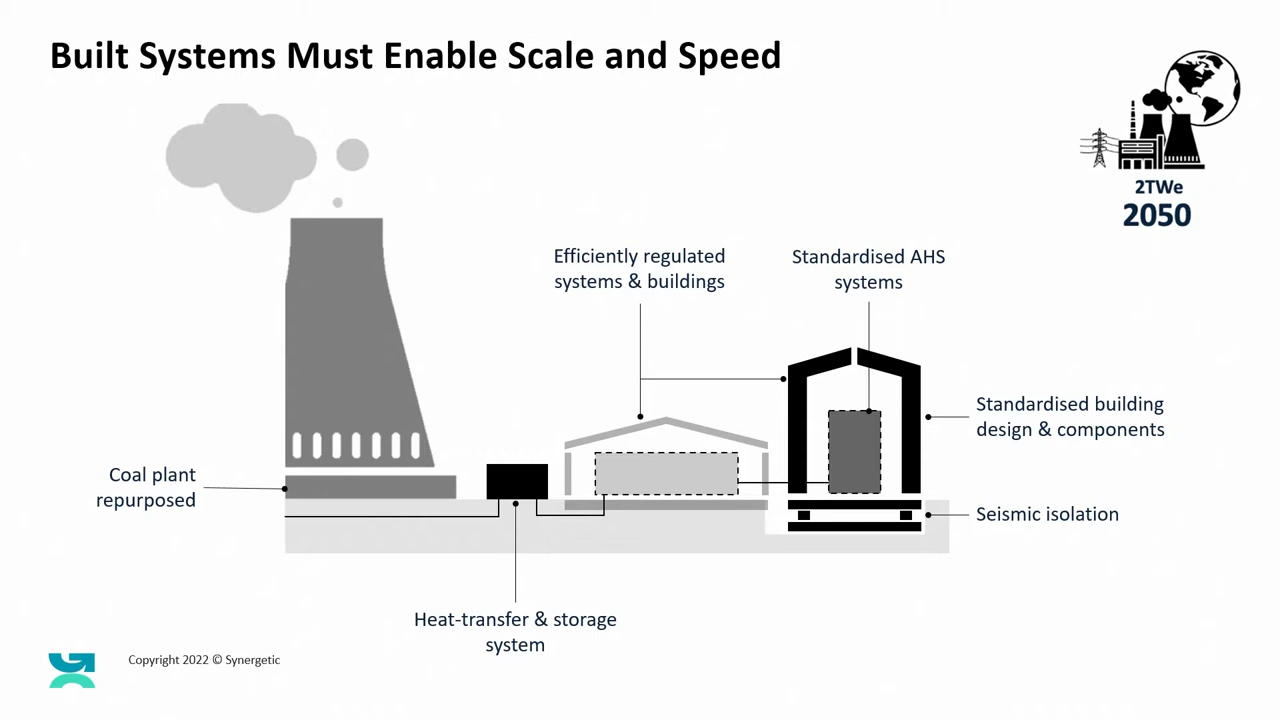 Built Systems Must Enable Scale and Speed
2TWe
2050
Efficiently regulated
systems & buildings
Standardised AHS
systems
Standardised building
design & components
Coal plant
repurposed
Seismic isolation
Heat-transfer & storage
system
Copyright 2022 © Synergetic